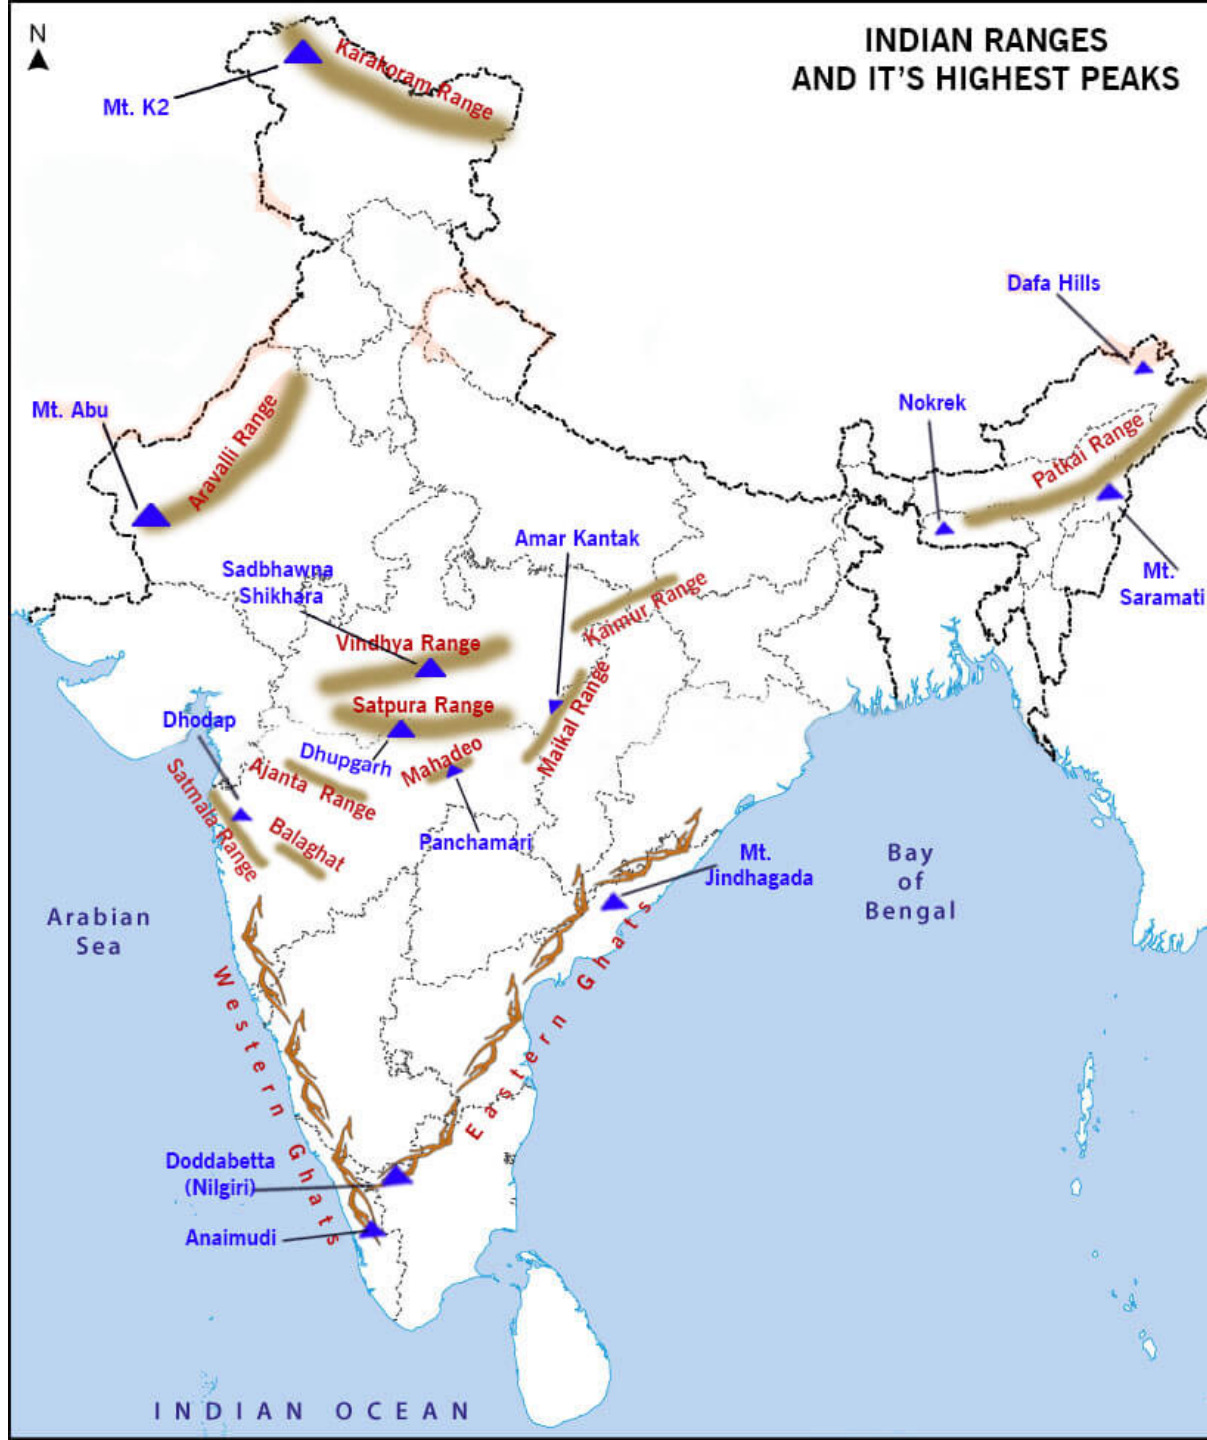 N
INDIAN RANGES
AND IT'S HIGHEST PEAKS
Karakoram Range
Mt. K2
Dafa Hills
Mt. Abu
Aravalli Range
Nokrek
Patkai Range
Amar Kantak
Sadbhawna
Shikhara
Mt.
Saramati
Kaimur Range
Vindhya Range
Satpura Range
Maikal Range
Dhodap
Dhupgarh
Mahadeo
Ajanta Range
Satmala Range
Balaghat
Panchamari
Mt.
Jindhagada
Bay
of
Bengal
Arabian
Sea
Western Ghats
Eastern Ghats
Doddabetta
(Nilgiri)
Anaimudi
INDIAN OCEAN